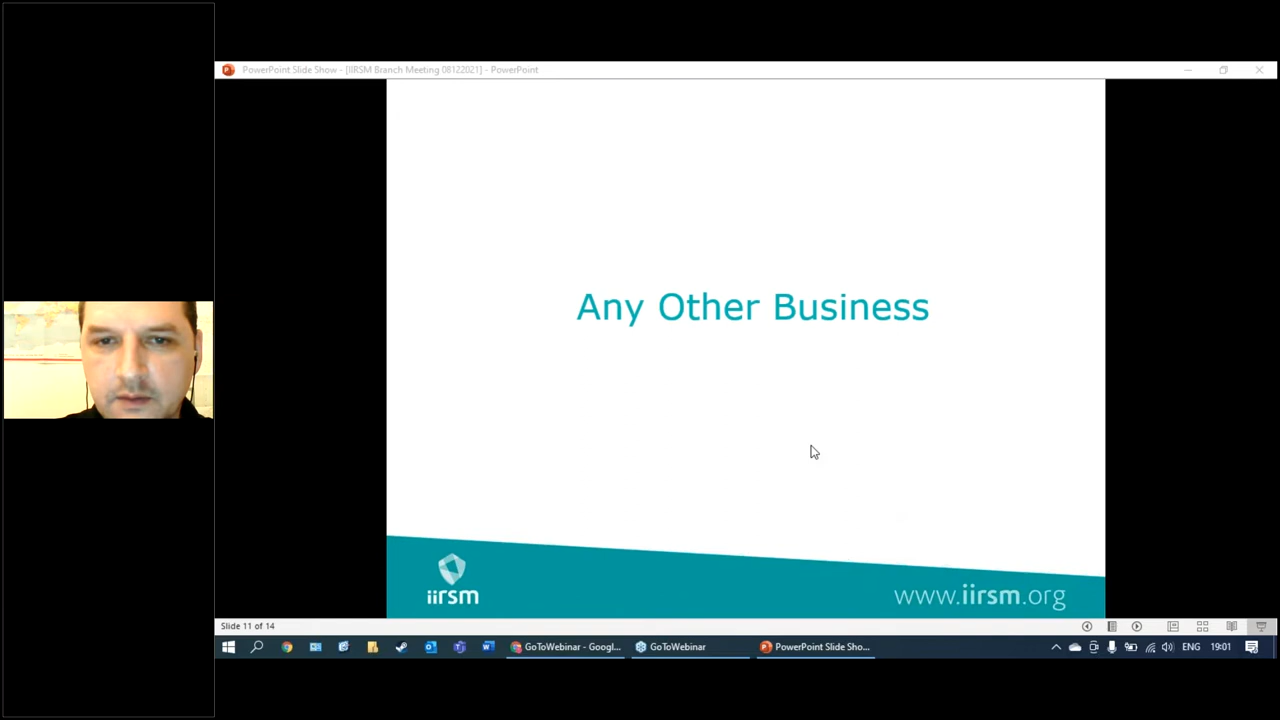 PowerPoint Slide Show - [IIRSM Branch Meeting 08122021] - PowerPoint
Any Other Business
iirsm
www.iirsm.org
Slide 11 of 14
GoToWebinar - Googl...
GoToWebinar
PowerPoint Slide Sho...
ENG
19:01